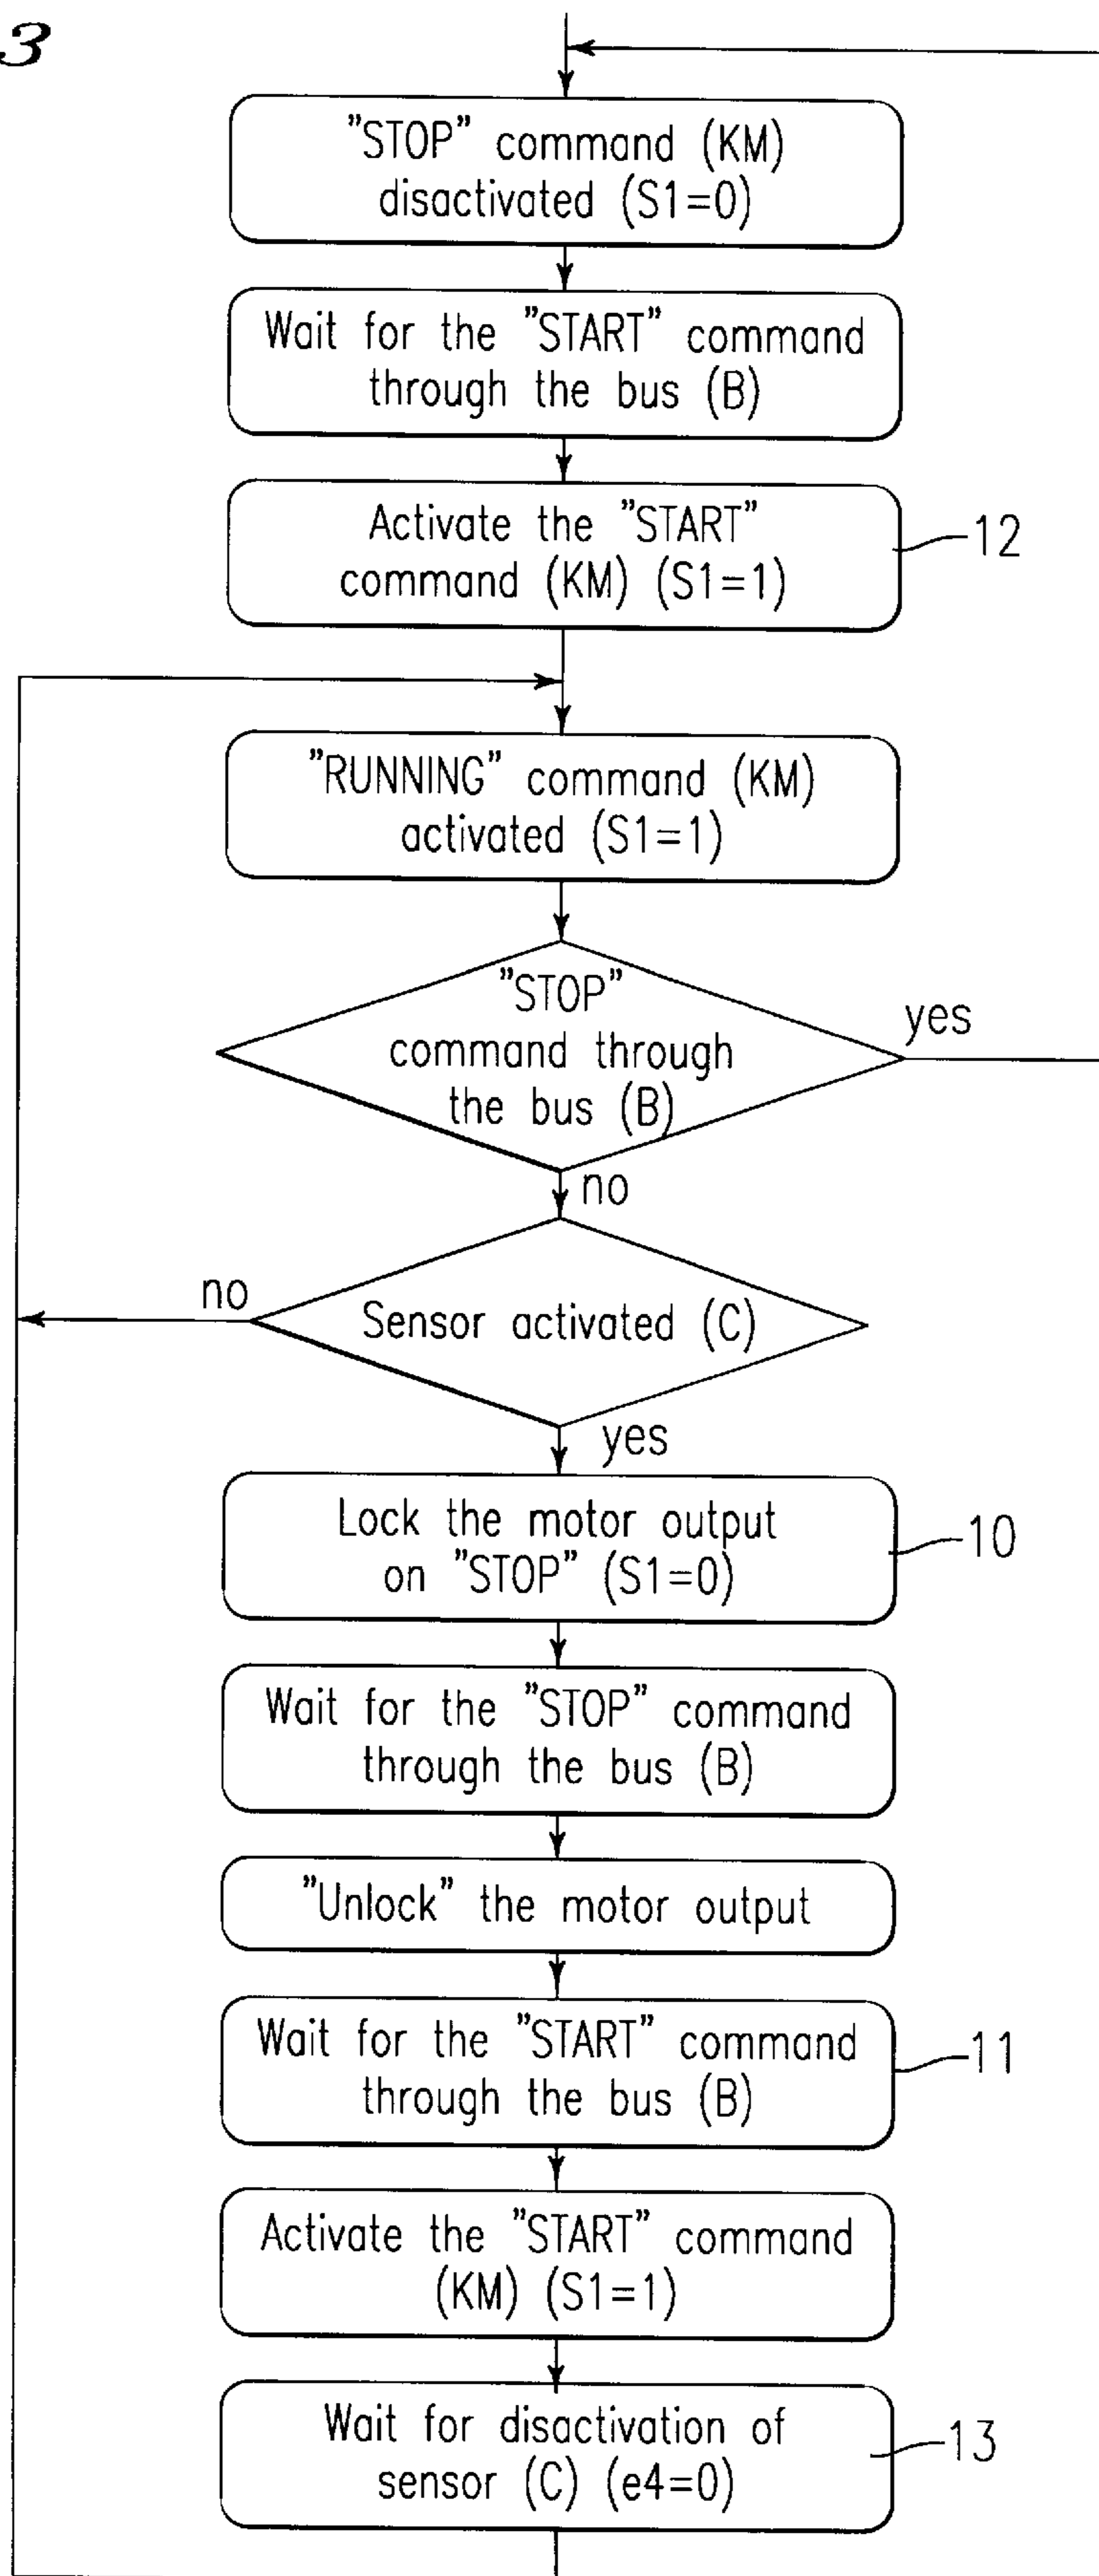 3
"STOP" command (KM)
disactivated (S1=0)
Wait for the "START" command
through the bus (B)
Activate the "START"
command (KM) (S1=1)
12
"RUNNING" command (KM)
activated (S1=1)
"STOP"
command through
the bus (B)
yes
no
Sensor activated (C)
no
yes
Lock the motor output
on "STOP" (S1=0)
10
Wait for the "STOP" command
through the bus (B)
"Unlock" the motor output
Wait for the "START" command
through the bus (B)
11
Activate the "START" command
(KM) (S1=1)
Wait for disactivation of
sensor (C) (e4=0)
13